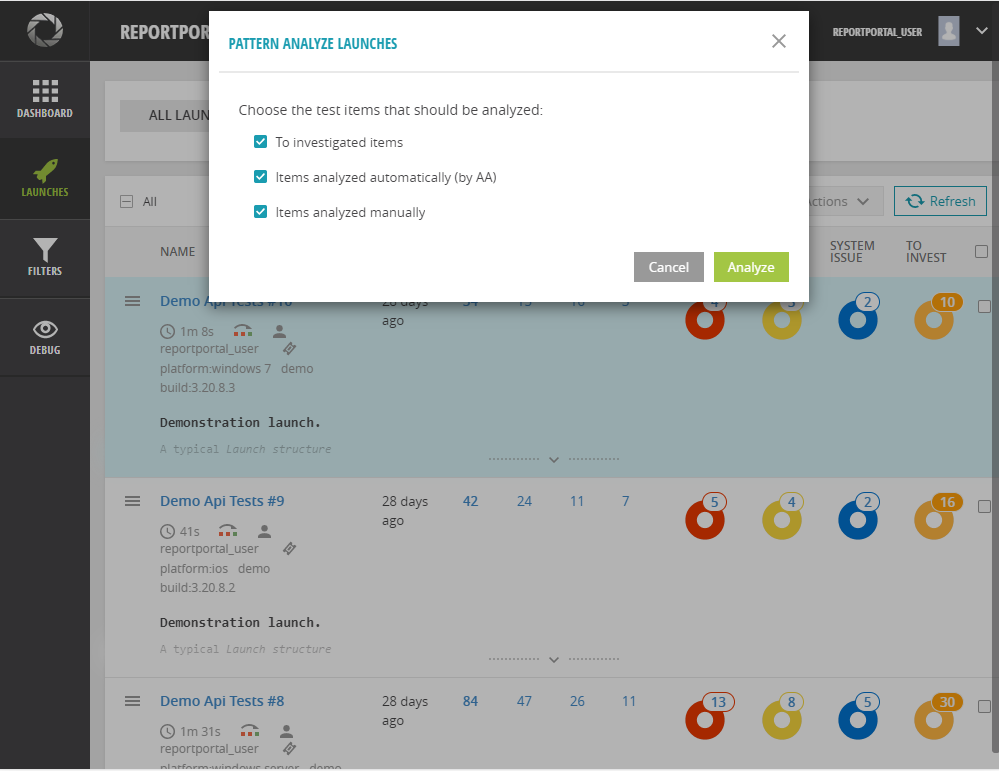 REPORTPOR
PATTERN ANALYZE LAUNCHES
REPORTPORTAL_USER
DASHBOARD
LAUNCHES
FILTERS
DEBUG
ALL LAUN
Choose the test items that should be analyzed:
To investigated items
Items analyzed automatically (by AA)
Items analyzed manually
Cancel
Analyze
All
Actions
Refresh
NAME
SYSTEM ISSUE
TO INVEST
Demo Api Tests #10
28 days ago
4
2
10
1m 8s
reportportal_user
platform:windows 7 demo
build:3.20.8.3
Demonstration launch.
A typical Launch structure
Demo Api Tests #9
28 days ago
42 24 11 7
5 4 2 16
41s
reportportal_user
platform:ios demo
build:3.20.8.2
Demonstration launch.
A typical Launch structure
Demo Api Tests #8
28 days ago
84 47 26 11
13 8 5 30
1m 31s
reportportal_user
platform:windows server demo